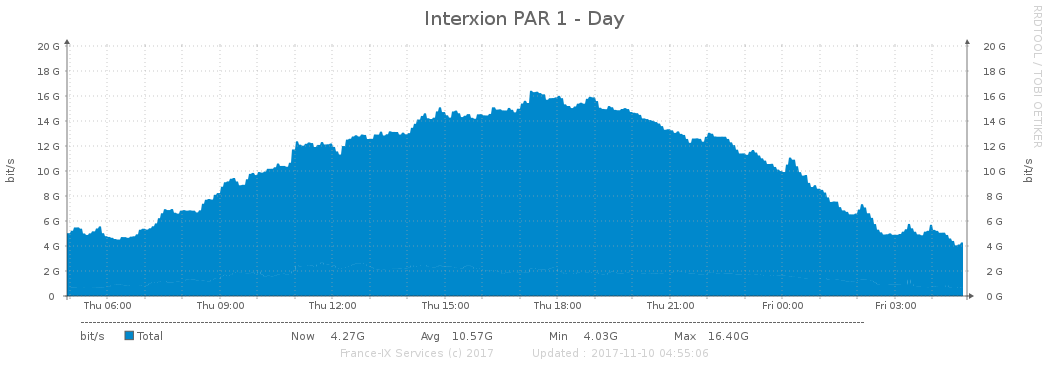 Interxion PAR 1 - Day
RRDTOOL / TOBI OETIKER
20 G 20 G
18 G 18 G
16 G 16 G
14 G 14 G
12 G 12 G
10 G 10 G
8 G 8 G
6 G 6 G
4 G 4 G
2 G 2 G
0 0 G
bit/s
bit/s
Thu 06:00 Thu 09:00 Thu 12:00 Thu 15:00 Thu 18:00 Thu 21:00 Fri 00:00 Fri 03:00
bit/s Total Now 4.27G Avg 10.57G Min 4.03G Max 16.40G
France-IX Services (c) 2017 Updated : 2017-11-10 04:55:06